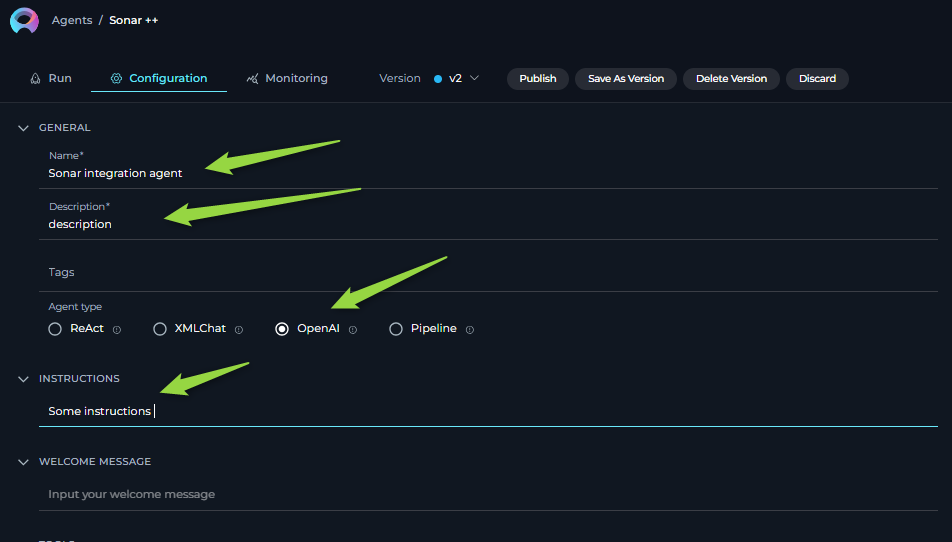 Agents / Sonar ++
Run Configuration Monitoring Version v2 Publish Save As Version Delete Version Discard
GENERAL
Name*
Sonar integration agent
Description*
description
Tags
Agent type
ReAct XMLChat OpenAI Pipeline
INSTRUCTIONS
Some instructions
WELCOME MESSAGE
Input your welcome message